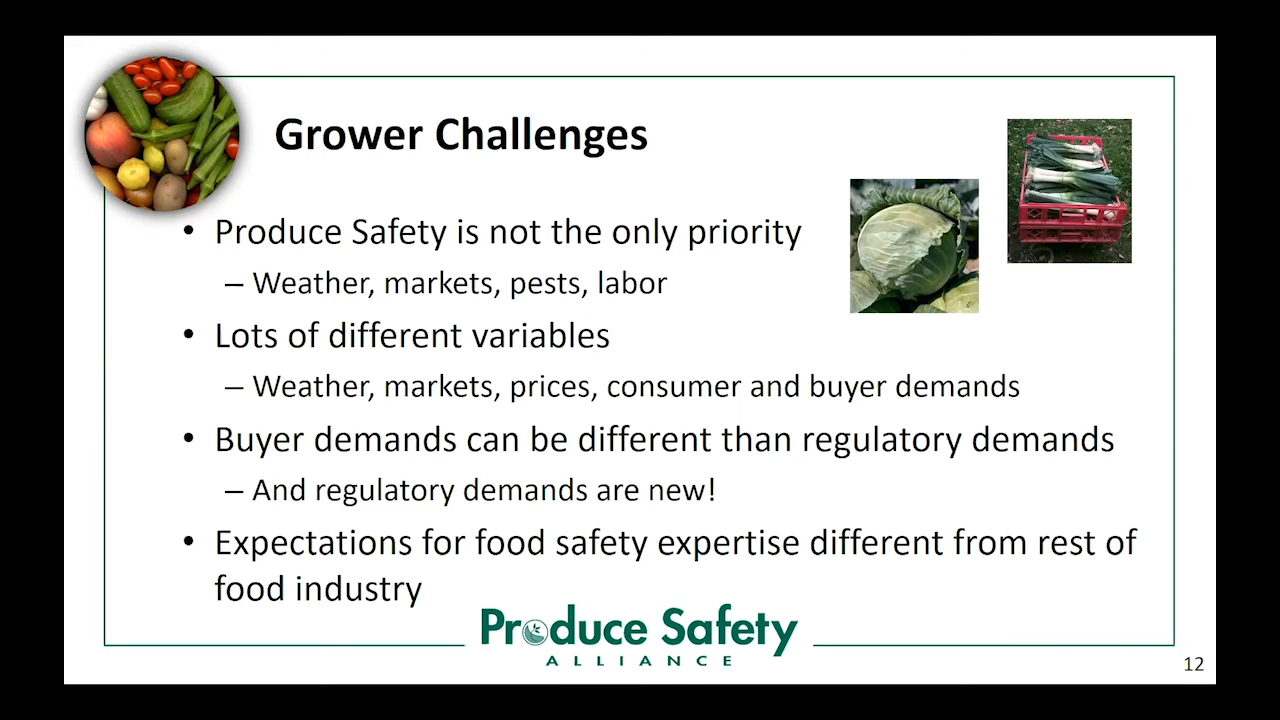 Grower Challenges
• Produce Safety is not the only priority
– Weather, markets, pests, labor
• Lots of different variables
– Weather, markets, prices, consumer and buyer demands
• Buyer demands can be different than regulatory demands
– And regulatory demands are new!
• Expectations for food safety expertise different from rest of
food industry
Produce Safety
ALLIANCE
12